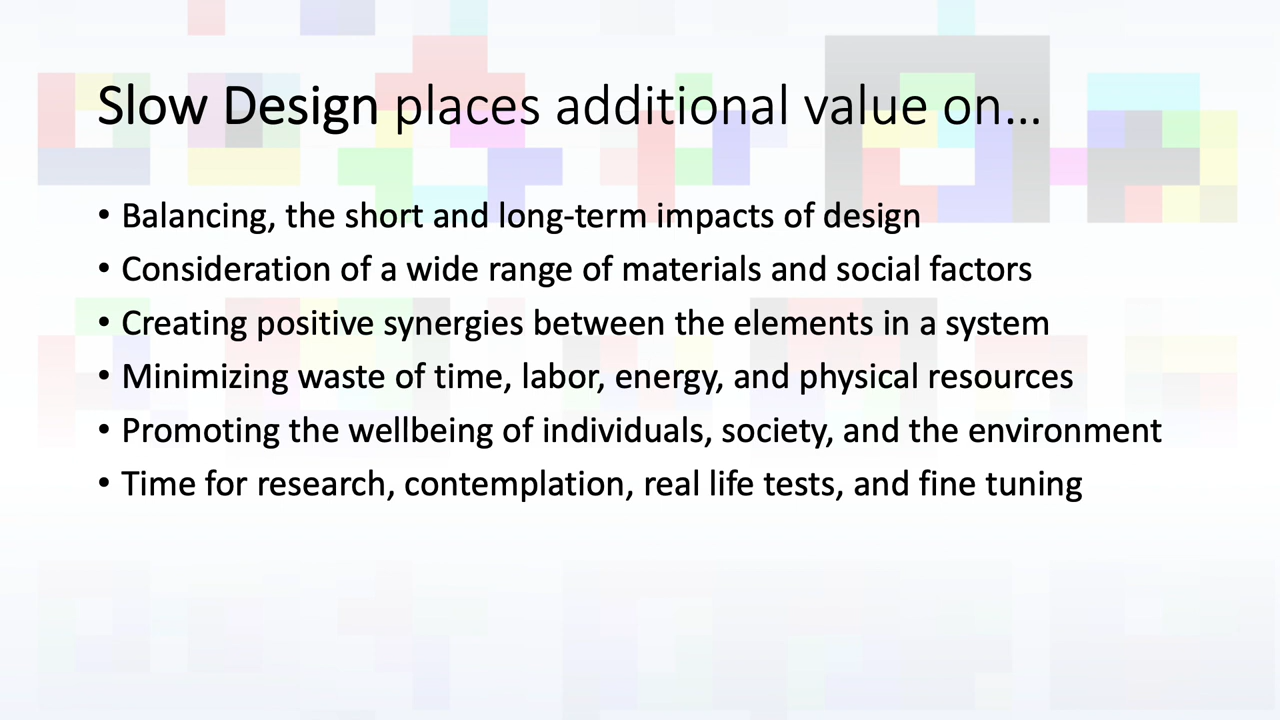 Slow Design places additional value on…
• Balancing, the short and long-term impacts of design
• Consideration of a wide range of materials and social factors
• Creating positive synergies between the elements in a system
• Minimizing waste of time, labor, energy, and physical resources
• Promoting the wellbeing of individuals, society, and the environment
• Time for research, contemplation, real life tests, and fine tuning